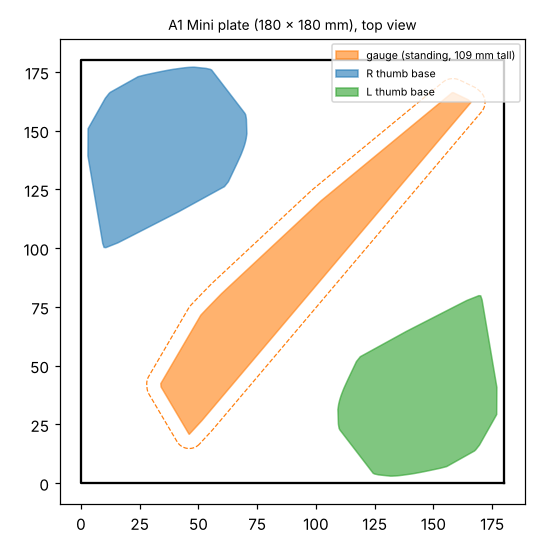 A1 Mini plate (180 × 180 mm), top view
gauge (standing, 109 mm tall)
R thumb base
L thumb base
175
150
125
100
75
50
25
0
0 25 50 75 100 125 150 175